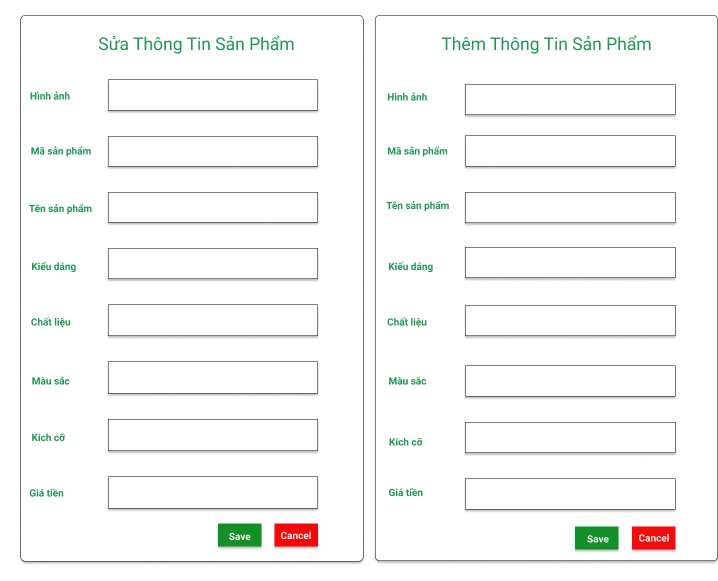 Sửa Thông Tin Sản Phẩm
Hình ảnh
Mã sản phẩm
Tên sản phẩm
Kiểu dáng
Chất liệu
Màu sắc
Kích cỡ
Giá tiền
Save Cancel
Thêm Thông Tin Sản Phẩm
Hình ảnh
Mã sản phẩm
Tên sản phẩm
Kiểu dáng
Chất liệu
Màu sắc
Kích cỡ
Giá tiền
Save Cancel